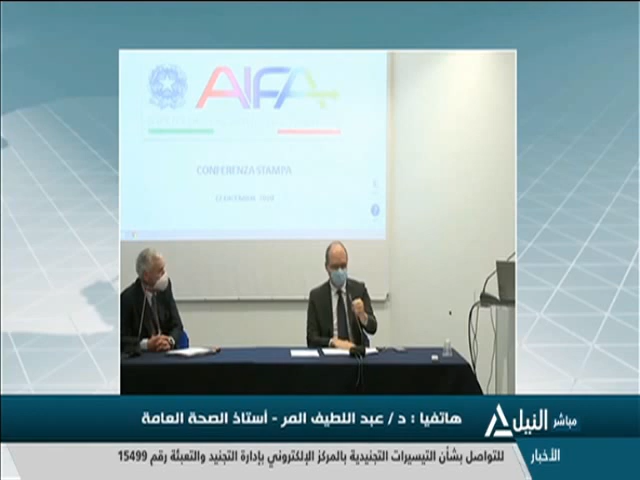 AIFA
CONFERENZA STAMPA
هاتفيا : د / عبد اللطيف المر - أستاذ الصحة العامة
النيل مباشر
الأخبار
للتواصل بشأن التيسيرات التجنيدية بالمركز الإلكتروني بإدارة التجنيد والتعبئة رقم 15499